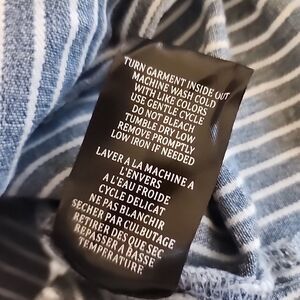 TURN GARMENT INSIDE OUT
MACHINE WASH COLD
WITH LIKE COLORS
USE GENTLE CYCLE
DO NOT BLEACH
TUMBLE DRY LOW
REMOVE PROMPTLY
LOW IRON IF NEEDED
LAVER A LA MACHINE A
L'ENVERS
A L'EAU FROIDE
CYCLE DELICAT
NE PAS BLANCHIR
SECHER PAR CULBUTAGE
RETIRER DES QUE SEC
REPASSER A BASSE
TEMPERATURE